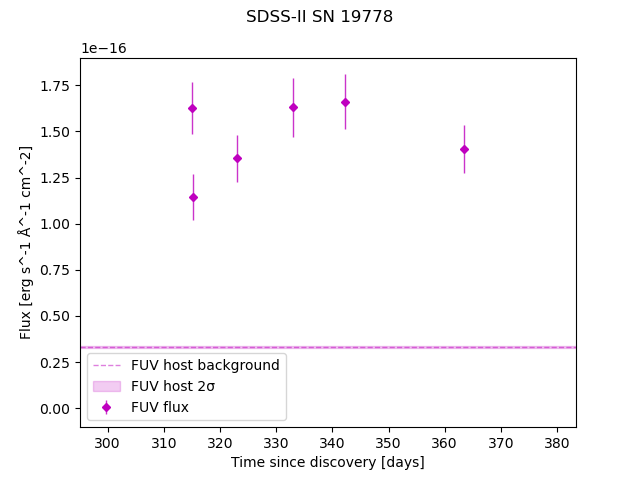 SDSS-II SN 19778
1e−16
1.75
1.50
1.25
1.00
0.75
0.50
0.25
0.00
Flux [erg s^-1 Å^-1 cm^-2]
FUV host background
FUV host 2σ
FUV flux
300 310 320 330 340 350 360 370 380
Time since discovery [days]